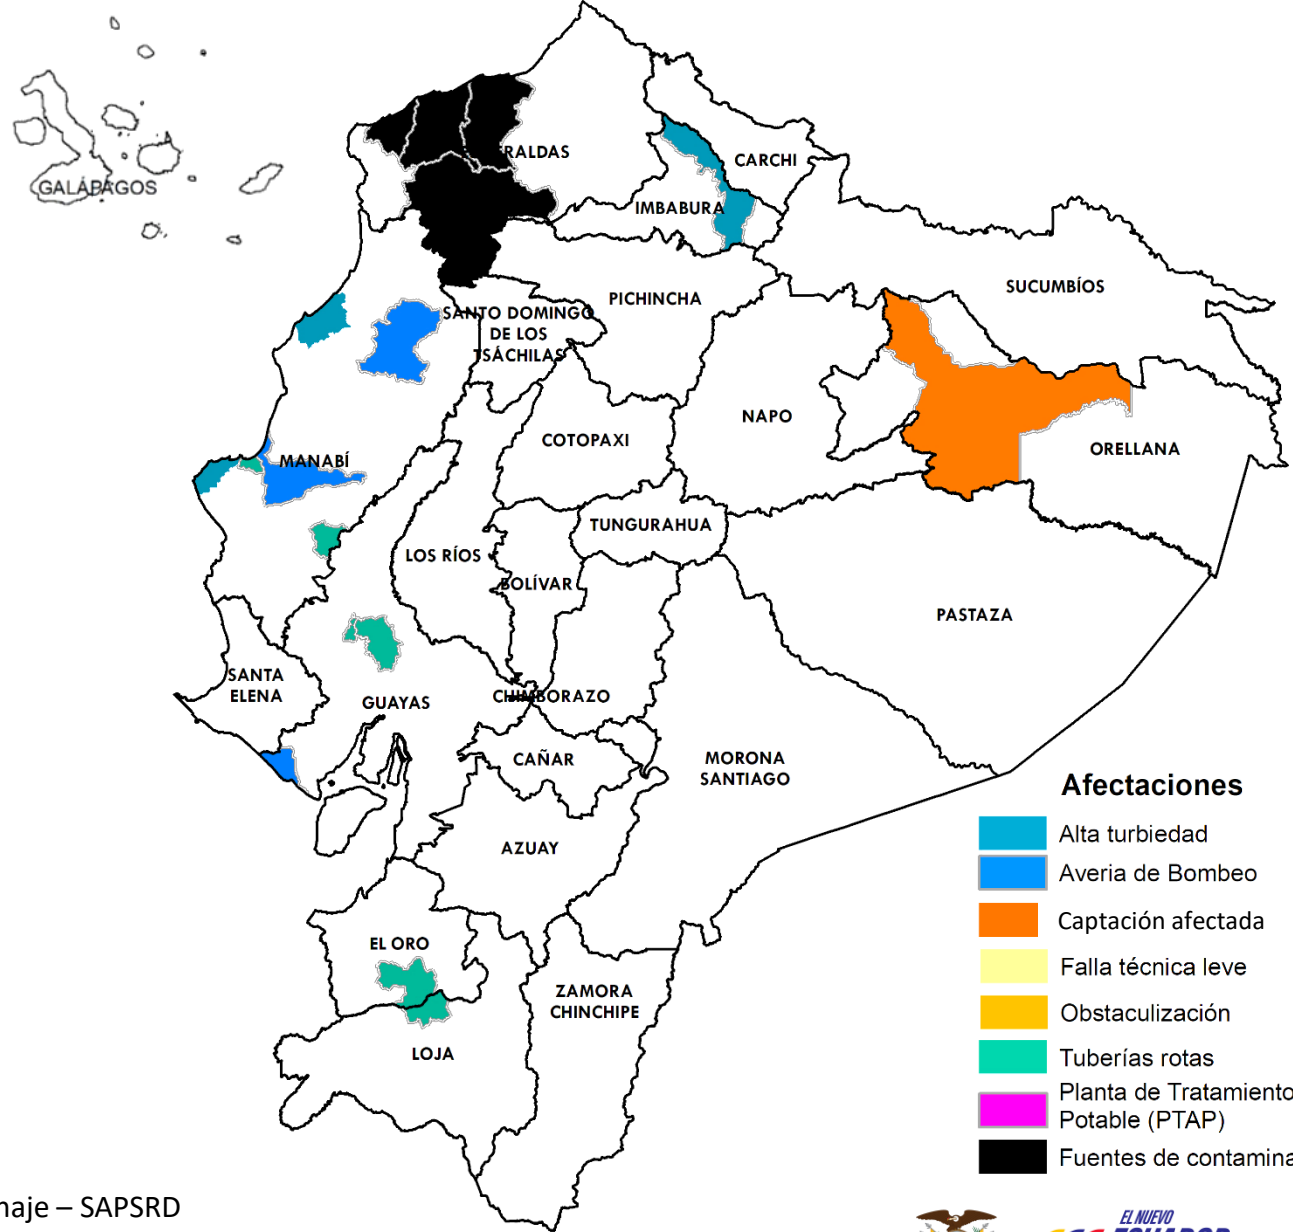 GALÁPAGOS
RALDAS
CARCHI
IMBABURA
SUCUMBÍOS
PICHINCHA
SANTO DOMINGO
DE LOS
TSÁCHILAS
NAPO
ORELLANA
COTOPAXI
MANABÍ
TUNGURAHUA
LOS RÍOS
BOLÍVAR
PASTAZA
SANTA
ELENA
GUAYAS
CHIMBORAZO
CAÑAR
MORONA
SANTIAGO
AZUAY
EL ORO
ZAMORA
CHINCHIPE
LOJA
Afectaciones
Alta turbiedad
Averia de Bombeo
Captación afectada
Falla técnica leve
Obstaculización
Tuberías rotas
Planta de Tratamiento
Potable (PTAP)
Fuentes de contamina
naje – SAPSRD
EL NUEVO
ECUADOR